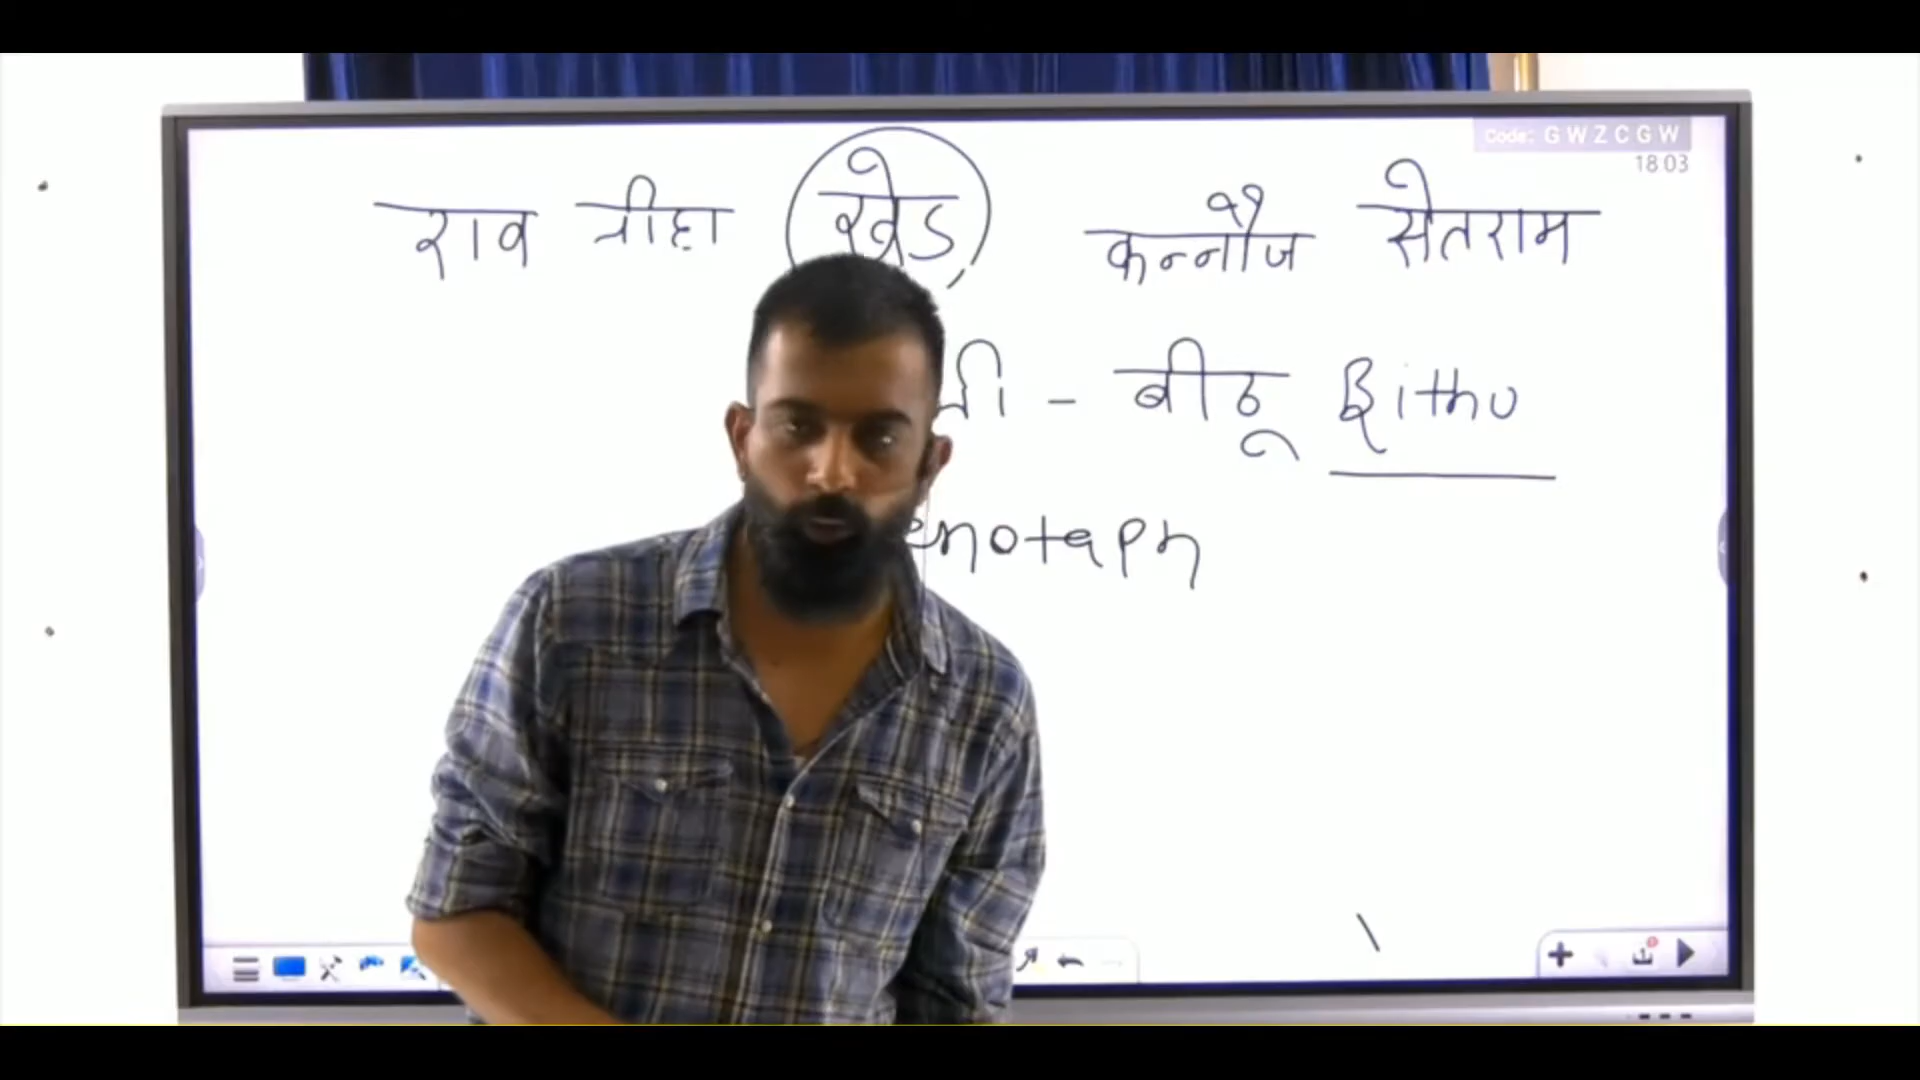 Code: GWZCGW
18 03
राव सीहा खेड़ कन्नौज सेतराम
- बीठू Bithu
enotaph